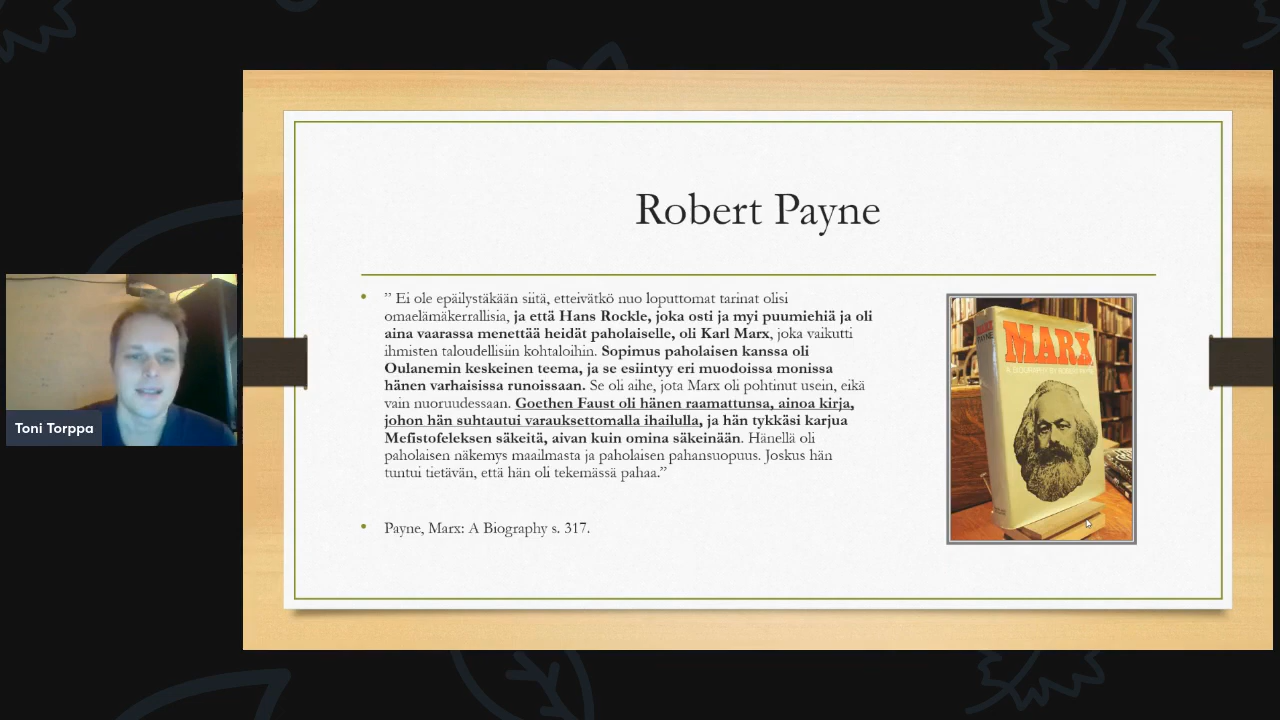 Robert Payne
” Ei ole epäilystäkään siitä, etteivätkö nuo loputtomat tarinat olisi
omaelämäkerrallisia, ja että Hans Rockle, joka osti ja myi puumiehiä ja oli
aina vaarassa menettää heidät paholaiselle, oli Karl Marx, joka vaikutti
ihmisten taloudellisiin kohtaloihin. Sopimus paholaisen kanssa oli
Oulanemin keskeinen teema, ja se esiintyy eri muodoissa monissa
hänen varhaisissa runoissaan. Se oli aihe, jota Marx oli pohtinut usein, eikä
vain nuoruudessaan. Goethen Faust oli hänen raamattunsa, ainoa kirja,
johon hän suhtautui varauksettomalla ihailulla, ja hän tykkäsi karjua
Mefistofeleksen säkeitä, aivan kuin omina säkeinään. Hänellä oli
paholaisen näkemys maailmasta ja paholaisen pahansuopuus. Joskus hän
tuntui tietävän, että hän oli tekemässä pahaa.”
Payne, Marx: A Biography s. 317.
MARX
A BIOGRAPHY BY ROBERT PAYNE
Toni Torppa